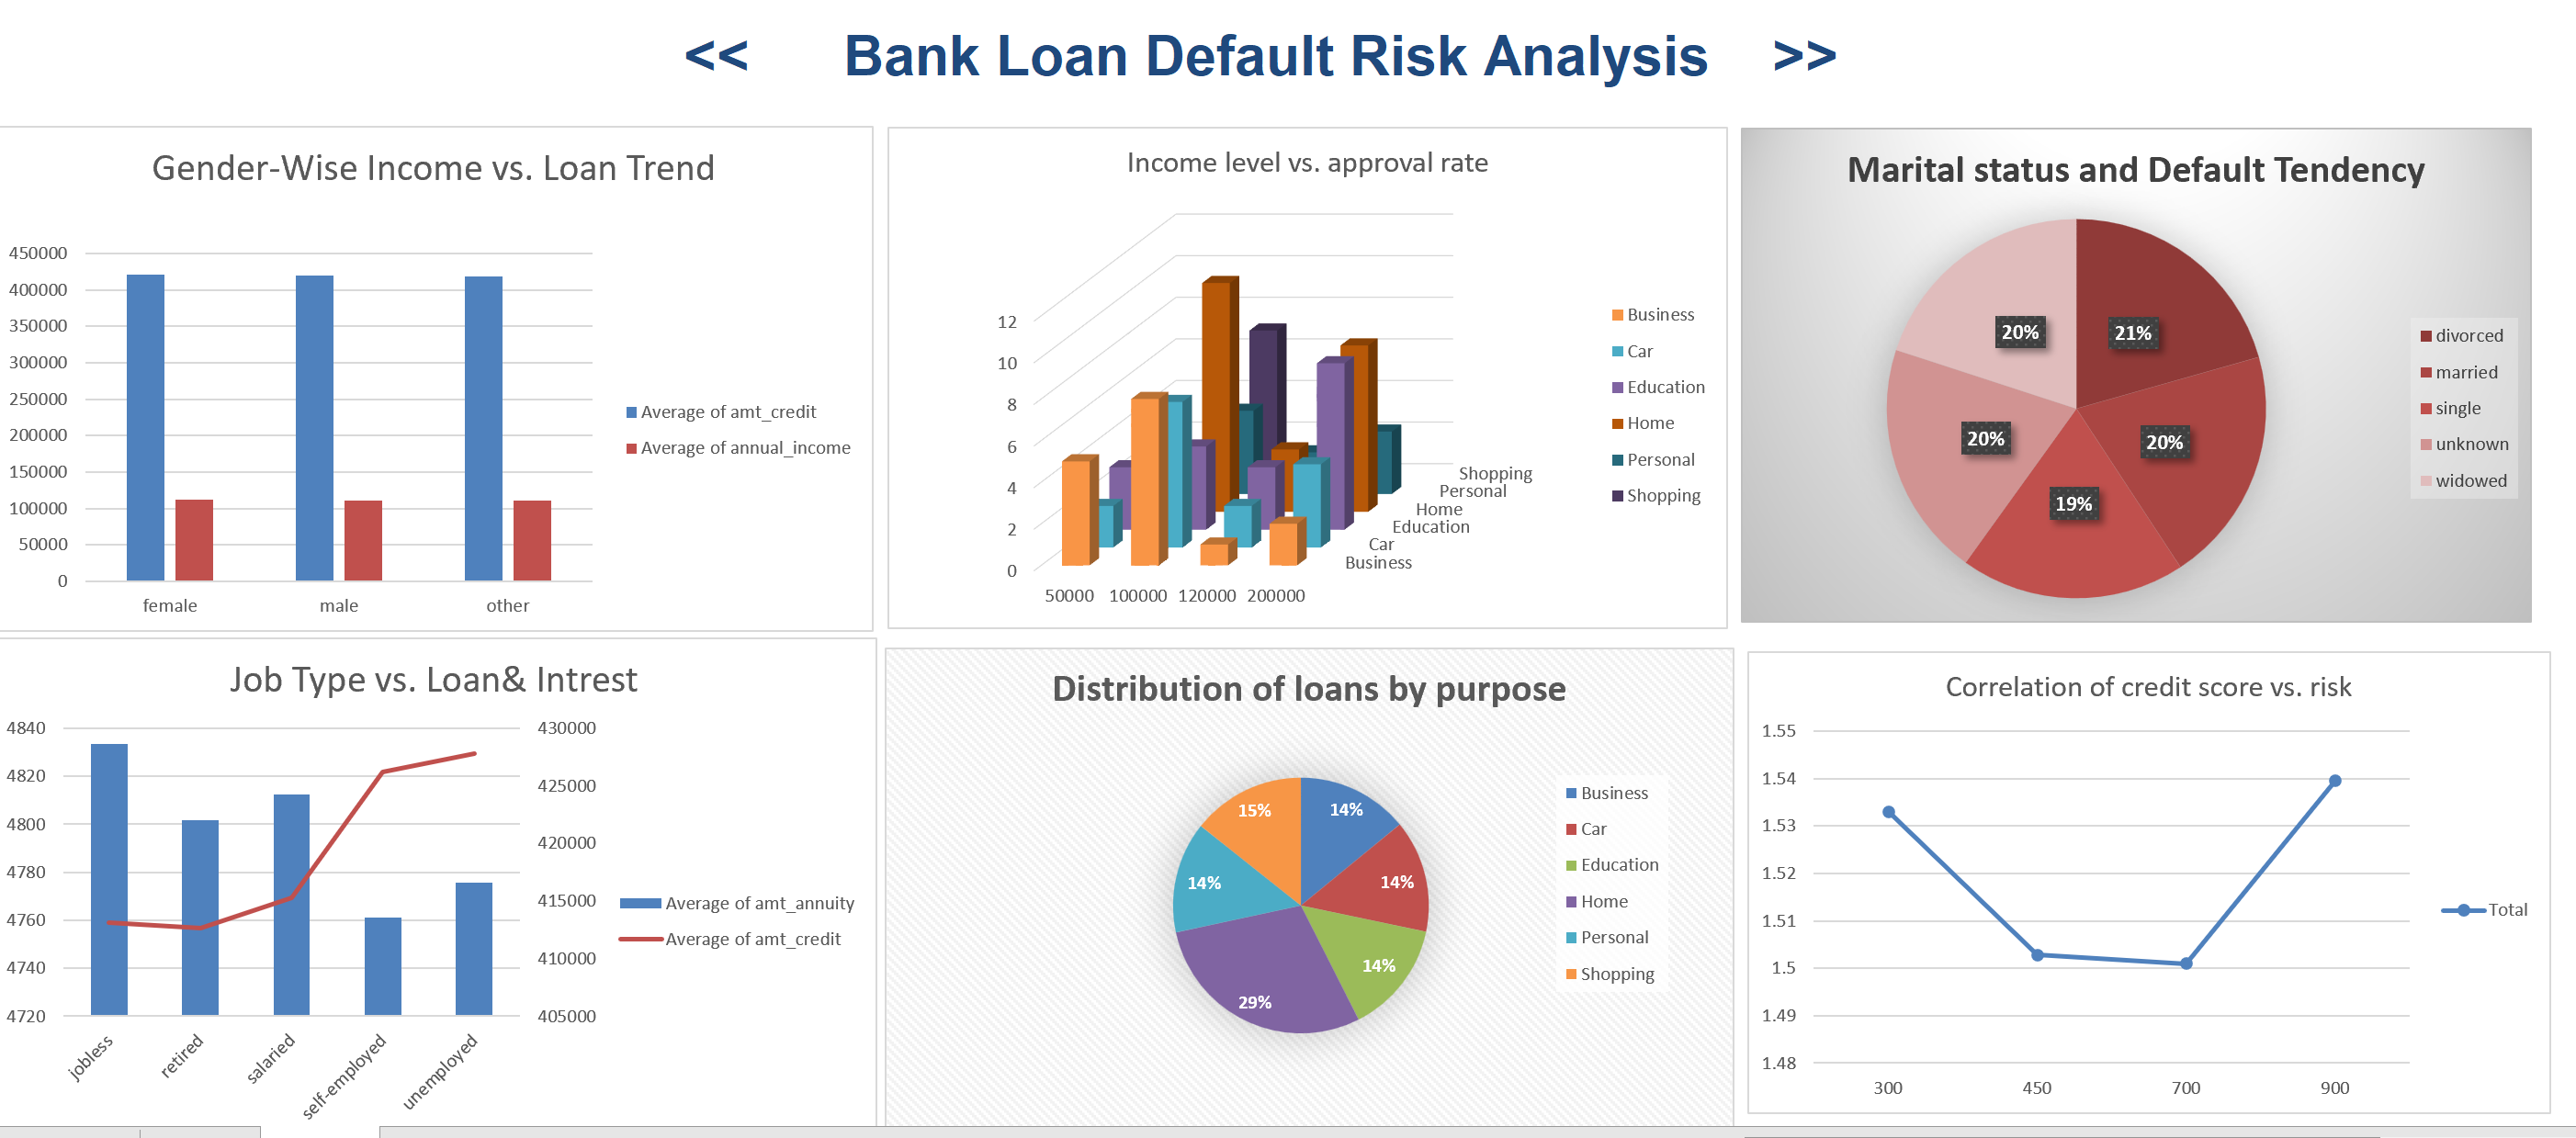 << Bank Loan Default Risk Analysis >>
Gender-Wise Income vs. Loan Trend
450000
400000
350000
300000
250000
200000
150000
100000
50000
0
female male other
Average of amt_credit
Average of annual_income
Income level vs. approval rate
12
10
8
6
4
2
0
50000 100000 120000 200000
Shopping
Personal
Home
Education
Car
Business
Business
Car
Education
Home
Personal
Shopping
Marital status and Default Tendency
20% 21%
20% 20%
19%
divorced
married
single
unknown
widowed
Job Type vs. Loan& Intrest
4840
4820
4800
4780
4760
4740
4720
430000
425000
420000
415000
410000
405000
jobless
retired
salaried
self-employed
unemployed
Average of amt_annuity
Average of amt_credit
Distribution of loans by purpose
15% 14%
14% 14%
14%
29%
Business
Car
Education
Home
Personal
Shopping
Correlation of credit score vs. risk
1.55
1.54
1.53
1.52
1.51
1.5
1.49
1.48
300 450 700 900
Total